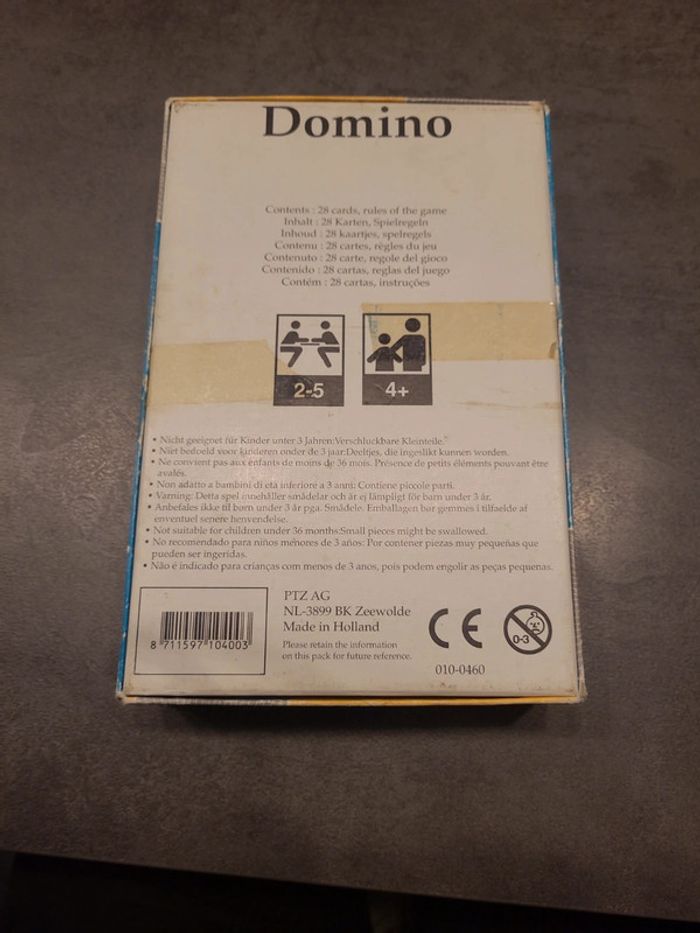 Domino
Contents : 28 cards, rules of the game
Inhalt : 28 Karten, Spielregeln
Inhoud : 28 kaartjes, spelregels
Contenu : 28 cartes, règles du jeu
Contenuto : 28 carte, regole del gioco
Contenido : 28 cartas, reglas del juego
Contém : 28 cartas, instruções
2-5
4+
• Nicht geeignet für Kinder unter 3 Jahren:Verschluckbare Kleinteile.
• Niet bedoeld voor kinderen onder de 3 jaar:Deeltjes, die ingeslikt kunnen worden.
• Ne convient pas aux enfants de moins de 36 mois. Présence de petits éléments pouvant être
avalés.
• Non adatto a bambini di età inferiore a 3 anni: Contiene piccole parti.
• Varning: Detta spel innehåller smådelar och är ej lämpligt för barn under 3 år.
• Anbefales ikke til børn under 3 år pga. Smådele. Emballagen bør gemmes i tilfælde af
enventuel senere henvendelse.
• Not suitable for children under 36 months:Small pieces might be swallowed.
• No recomendado para niños menores de 3 años: Por contener piezas muy pequeñas que
pueden ser ingeridas.
• Não é indicado para crianças com menos de 3 anos, pois podem engolir as peças pequenas.
8 711597 104003
PTZ AG
NL-3899 BK Zeewolde
Made in Holland
Please retain the information
on this pack for future reference.
CE
010-0460
0-3